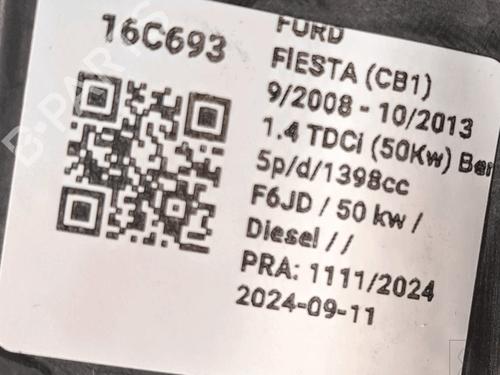 16C693
FORD
FIESTA (CB1)
9/2008 - 10/2013
1.4 TDCi (50Kw) Ber
5p/d/1398cc
F6JD / 50 kw /
Diesel / /
PRA: 1111/2024
2024-09-11
B-PARTS